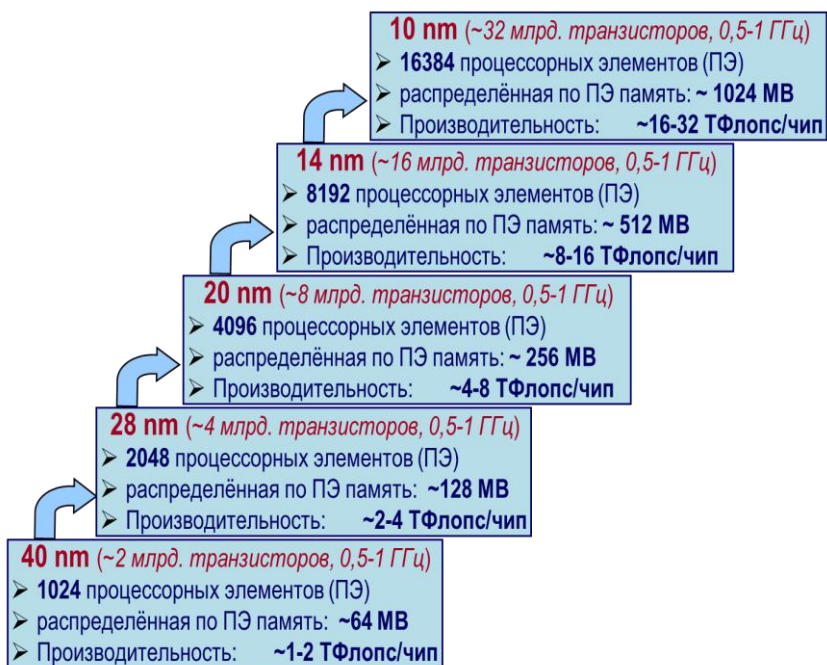 10 nm (~32 млрд. транзисторов, 0,5-1 ГГц)
➢ 16384 процессорных элементов (ПЭ)
➢ распределённая по ПЭ память: ~ 1024 MB
➢ Производительность: ~16-32 ТФлопс/чип
14 nm (~16 млрд. транзисторов, 0,5-1 ГГц)
➢ 8192 процессорных элементов (ПЭ)
➢ распределённая по ПЭ память: ~ 512 MB
➢ Производительность: ~8-16 ТФлопс/чип
20 nm (~8 млрд. транзисторов, 0,5-1 ГГц)
➢ 4096 процессорных элементов (ПЭ)
➢ распределённая по ПЭ память: ~ 256 MB
➢ Производительность: ~4-8 ТФлопс/чип
28 nm (~4 млрд. транзисторов, 0,5-1 ГГц)
➢ 2048 процессорных элементов (ПЭ)
➢ распределённая по ПЭ память: ~128 MB
➢ Производительность: ~2-4 ТФлопс/чип
40 nm (~2 млрд. транзисторов, 0,5-1 ГГц)
➢ 1024 процессорных элементов (ПЭ)
➢ распределённая по ПЭ память: ~64 MB
➢ Производительность: ~1-2 ТФлопс/чип